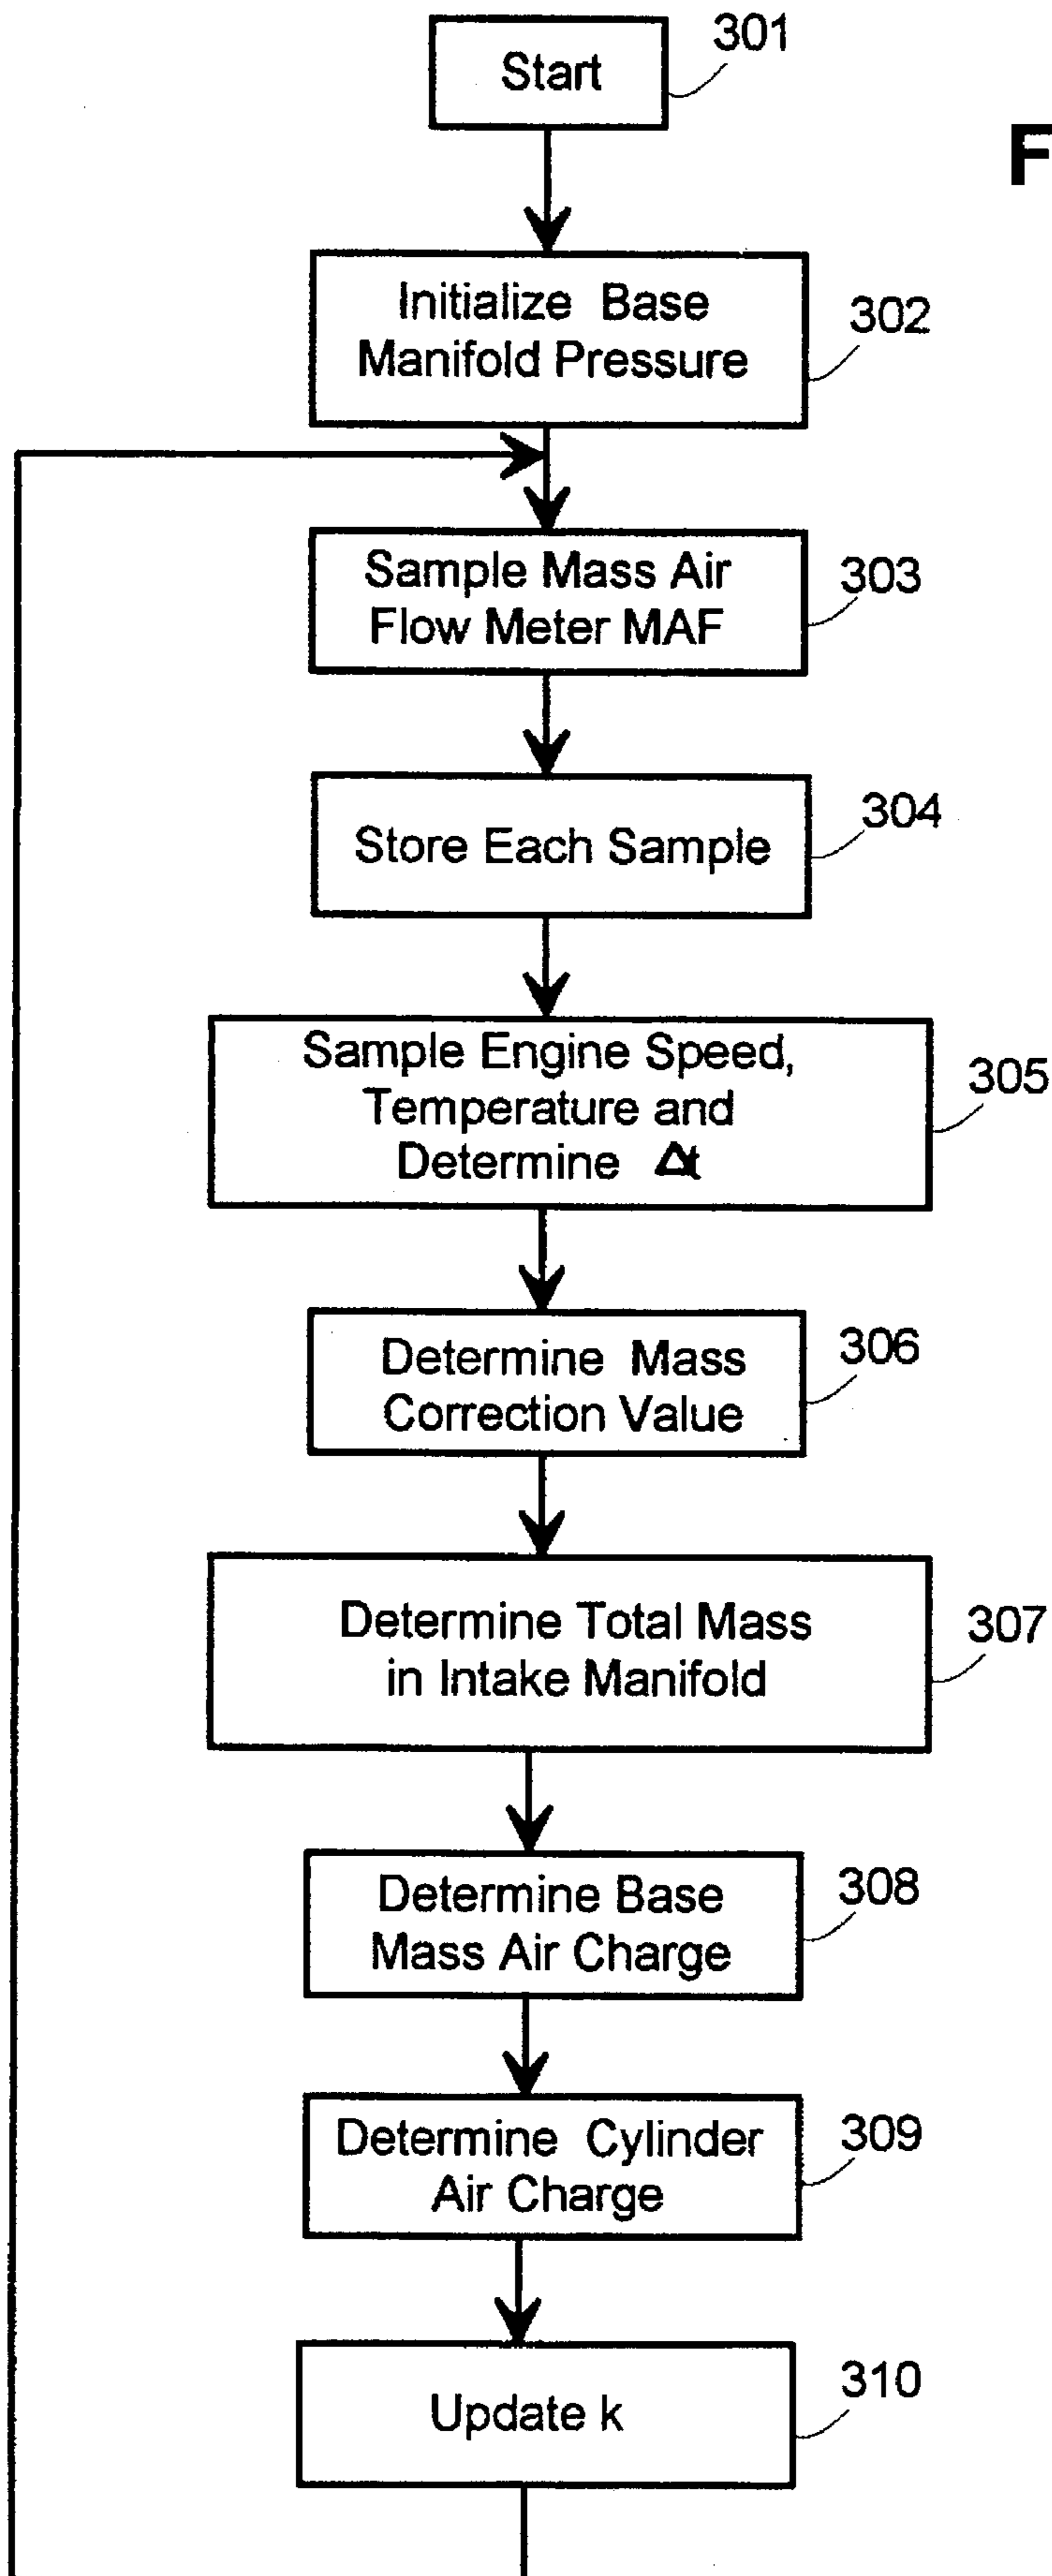 Start
301
F
Initialize Base
Manifold Pressure
302
Sample Mass Air
Flow Meter MAF
303
Store Each Sample
304
Sample Engine Speed,
Temperature and
Determine Δt
305
Determine Mass
Correction Value
306
Determine Total Mass
in Intake Manifold
307
Determine Base
Mass Air Charge
308
Determine Cylinder
Air Charge
309
Update k
310